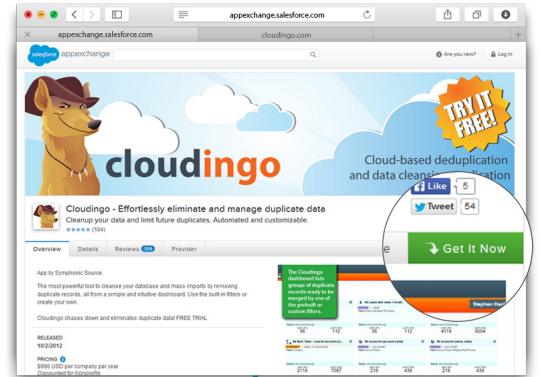 appexchange.salesforce.com
appexchange.salesforce.com
cloudingo.com
salesforce appexchange
Are you new?
Log In
TRY IT
FREE!
cloudingo
Cloud-based deduplication
and data cleansing
Like 5
Tweet 54
Cloudingo - Effortlessly eliminate and manage duplicate data
Cleanup your data and limit future duplicates. Automated and customizable.
(104)
Get It Now
Overview
Details
Reviews 104
Provider
App by Symphonic Source
The most powerful tool to cleanse your database and mass imports by removing
duplicate records, all from a simple and intuitive dashboard. Use the built-in filters or
create your own.
Cloudingo chases down and eliminates duplicate data! FREE TRIAL
The Cloudingo
dashboard lists
groups of duplicate
records ready to be
merged by one of
the prebuilt or
custom filters.
RELEASED
10/2/2012
PRICING
$996 USD per company per year
Discounted for Nonprofits